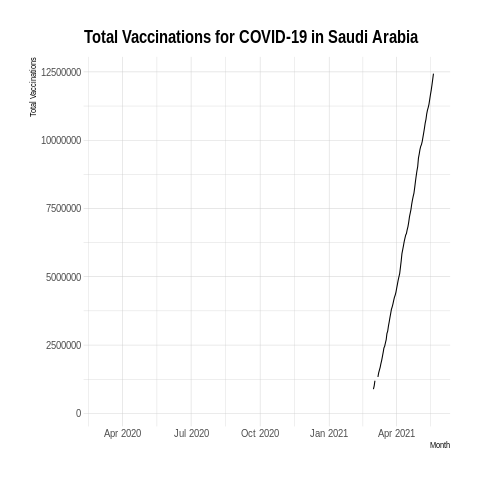 Total Vaccinations for COVID-19 in Saudi Arabia
Total Vaccinations
12500000
10000000
7500000
5000000
2500000
0
Apr 2020 Jul 2020 Oct 2020 Jan 2021 Apr 2021
Month